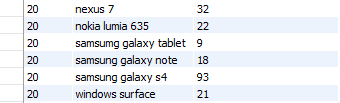 20 nexus 7 32
20 nokia lumia 635 22
20 samsumg galaxy tablet 9
20 samsung galaxy note 18
20 samsung galaxy s4 93
20 windows surface 21